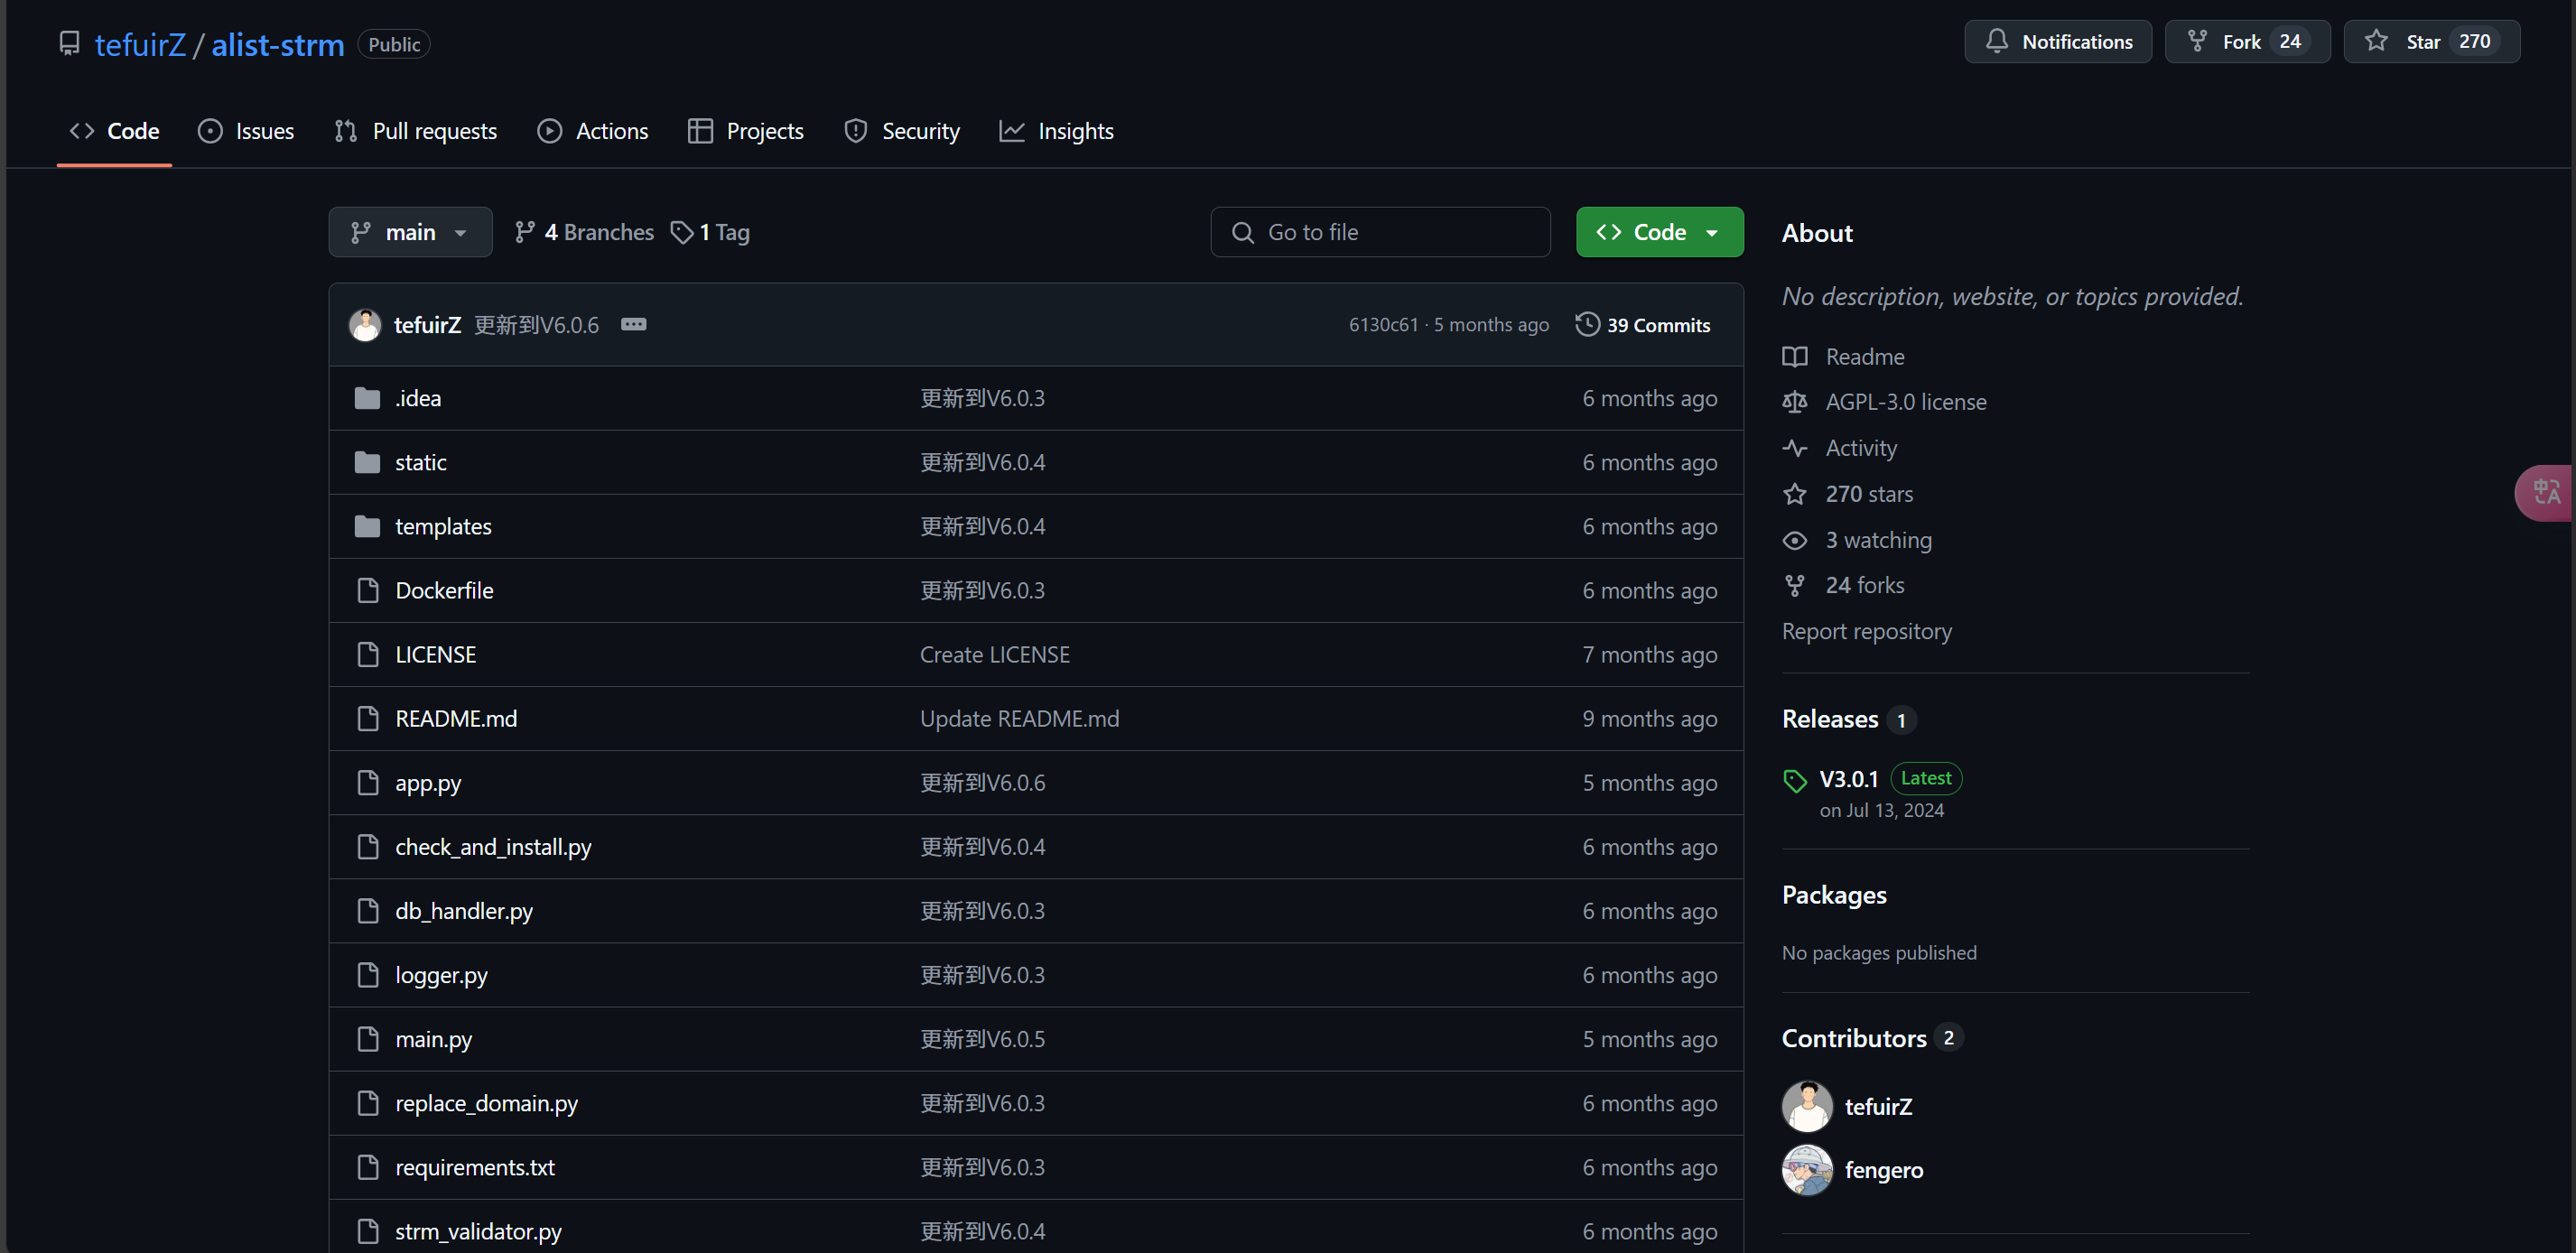 tefuirZ / alist-strm Public
Notifications Fork 24 Star 270
Code Issues Pull requests Actions Projects Security Insights
main 4 Branches 1 Tag Go to file Code
tefuirZ 更新到V6.0.6 6130c61 · 5 months ago 39 Commits
.idea 更新到V6.0.3 6 months ago
static 更新到V6.0.4 6 months ago
templates 更新到V6.0.4 6 months ago
Dockerfile 更新到V6.0.3 6 months ago
LICENSE Create LICENSE 7 months ago
README.md Update README.md 9 months ago
app.py 更新到V6.0.6 5 months ago
check_and_install.py 更新到V6.0.4 6 months ago
db_handler.py 更新到V6.0.3 6 months ago
logger.py 更新到V6.0.3 6 months ago
main.py 更新到V6.0.5 5 months ago
replace_domain.py 更新到V6.0.3 6 months ago
requirements.txt 更新到V6.0.3 6 months ago
strm_validator.py 更新到V6.0.4 6 months ago
About
No description, website, or topics provided.
Readme
AGPL-3.0 license
Activity
270 stars
3 watching
24 forks
Report repository
Releases 1
V3.0.1 Latest
on Jul 13, 2024
Packages
No packages published
Contributors 2
tefuirZ
fengero